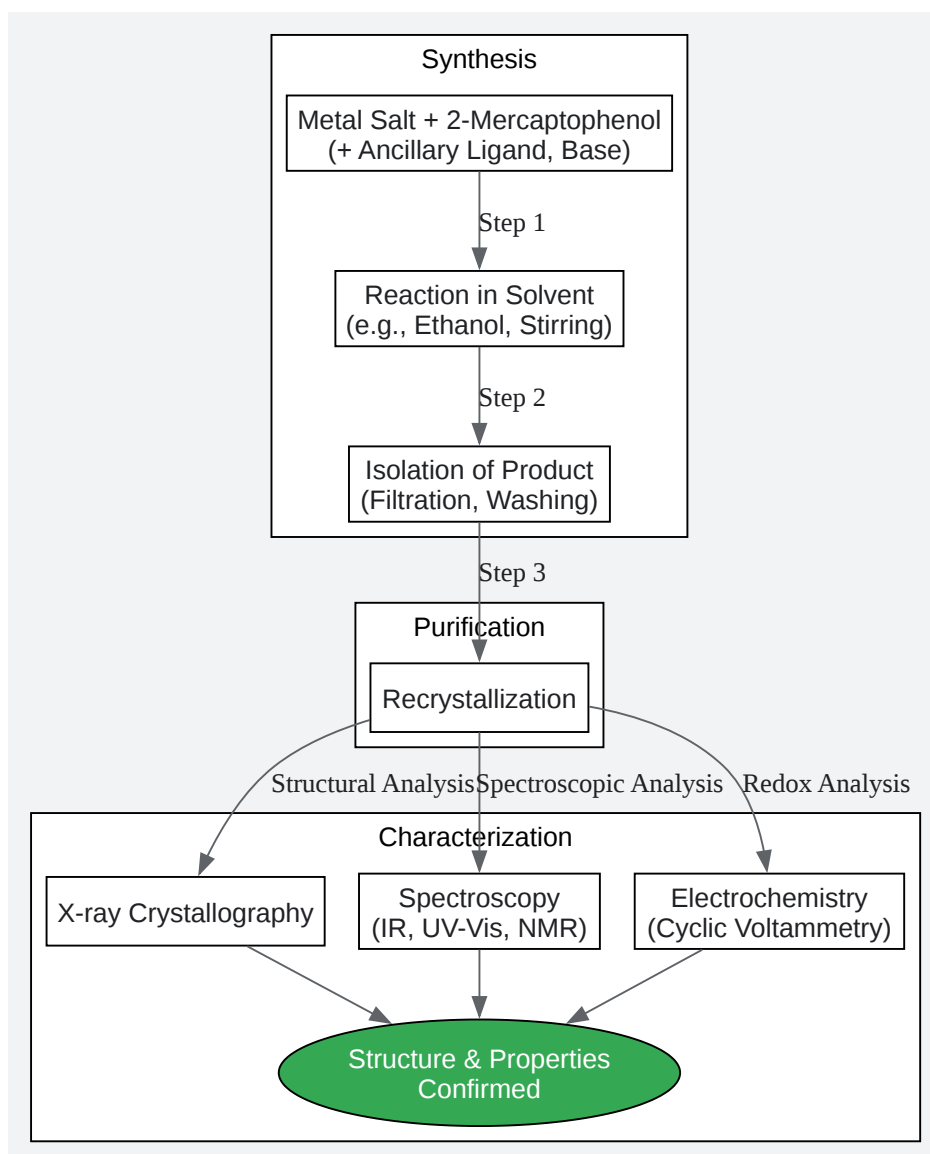 Synthesis
Metal Salt + 2-Mercaptophenol
(+ Ancillary Ligand, Base)
Step 1
Reaction in Solvent
(e.g., Ethanol, Stirring)
Step 2
Isolation of Product
(Filtration, Washing)
Step 3
Purification
Recrystallization
Structural Analysis
Spectroscopic Analysis
Redox Analysis
Characterization
X-ray Crystallography
Spectroscopy
(IR, UV-Vis, NMR)
Electrochemistry
(Cyclic Voltammetry)
Structure & Properties
Confirmed